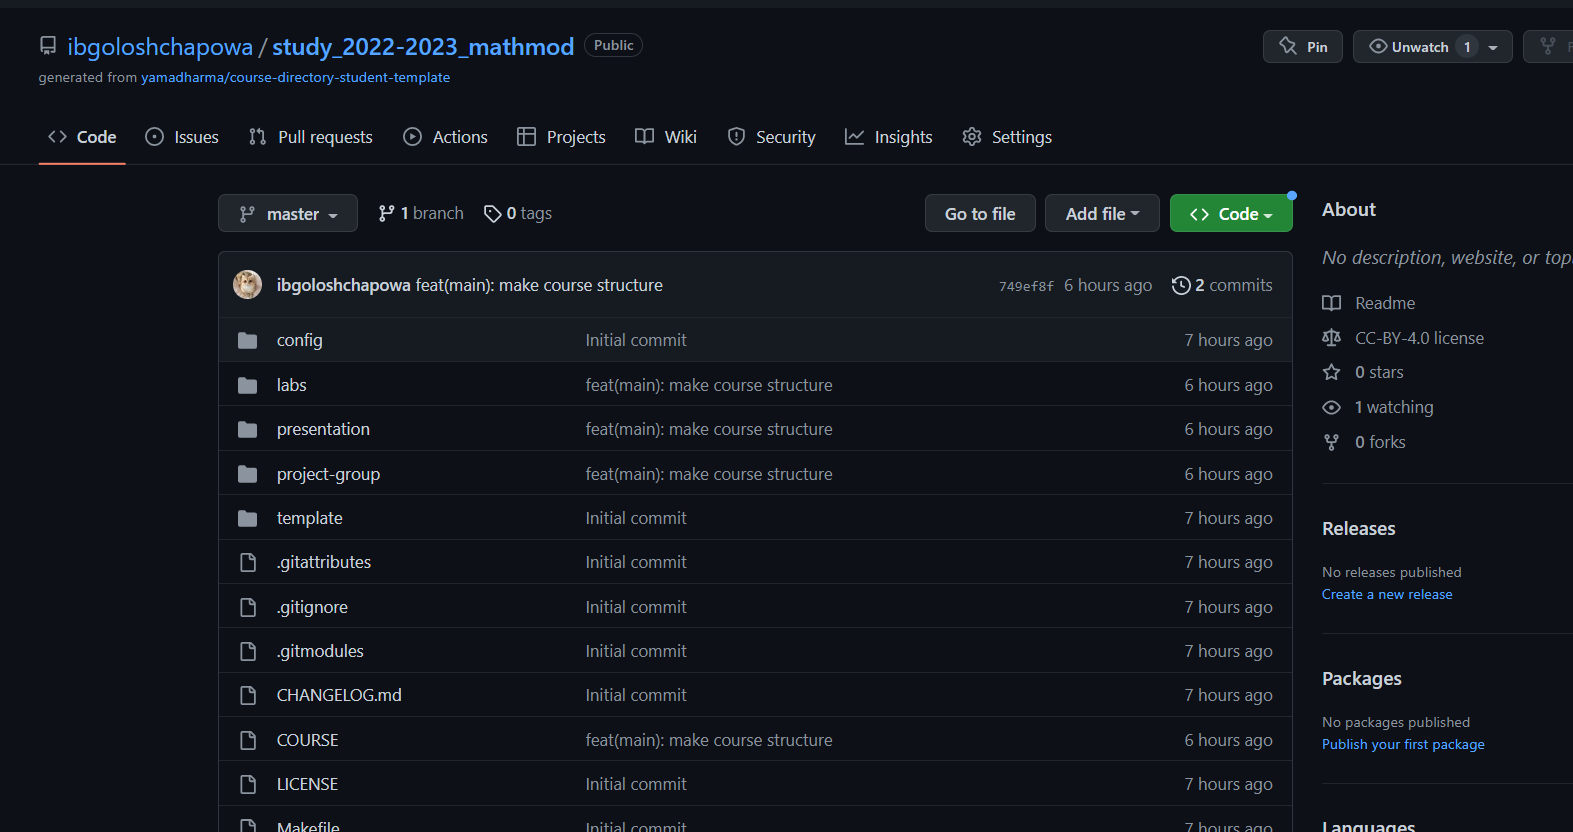 ibgoloshchapowa / study_2022-2023_mathmod Public
Pin Unwatch 1
generated from yamadharma/course-directory-student-template
Code Issues Pull requests Actions Projects Wiki Security Insights Settings
master 1 branch 0 tags Go to file Add file Code
ibgoloshchapowa feat(main): make course structure 749ef8f 6 hours ago 2 commits
config Initial commit 7 hours ago
labs feat(main): make course structure 6 hours ago
presentation feat(main): make course structure 6 hours ago
project-group feat(main): make course structure 6 hours ago
template Initial commit 7 hours ago
.gitattributes Initial commit 7 hours ago
.gitignore Initial commit 7 hours ago
.gitmodules Initial commit 7 hours ago
CHANGELOG.md Initial commit 7 hours ago
COURSE feat(main): make course structure 6 hours ago
LICENSE Initial commit 7 hours ago
Makefile Initial commit 7 hours ago
About
No description, website, or
Readme
CC-BY-4.0 license
0 stars
1 watching
0 forks
Releases
No releases published
Create a new release
Packages
No packages published
Publish your first package
Languages